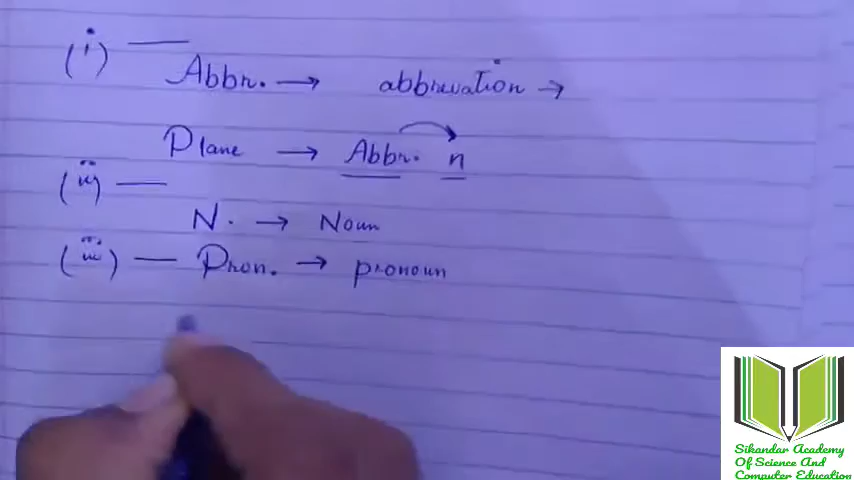 (i) — Abbr. → abbrevation →
Plane → Abbr. n
(ii) —
N. → Noun
(iii) — Pron. → pronoun
Sikandar Academy
Of Science And
Computer Education